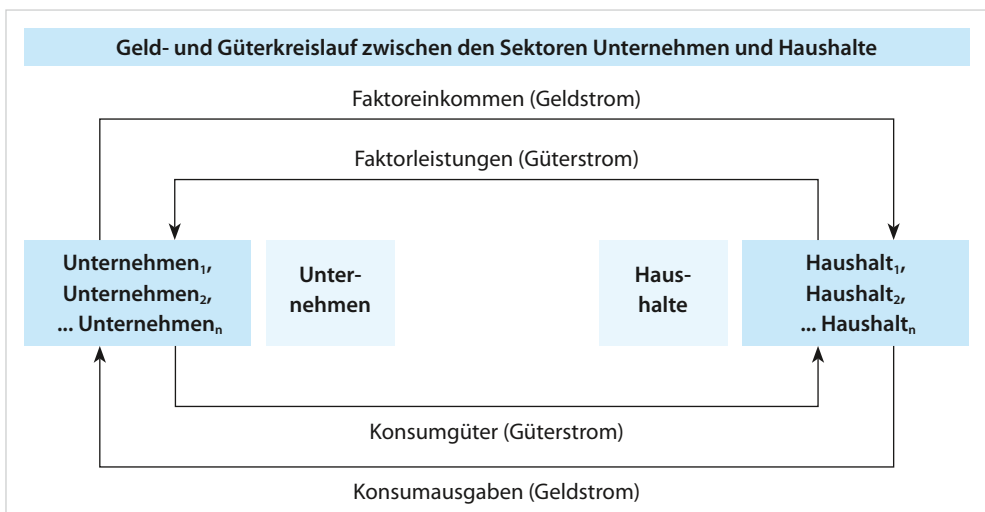 Geld- und Güterkreislauf zwischen den Sektoren Unternehmen und Haushalte
Faktoreinkommen (Geldstrom)
Faktorleistungen (Güterstrom)
Unternehmen₁,
Unternehmen₂,
... Unternehmenₙ
Unter-
nehmen
Haus-
halte
Haushalt₁,
Haushalt₂,
... Haushaltₙ
Konsumgüter (Güterstrom)
Konsumausgaben (Geldstrom)